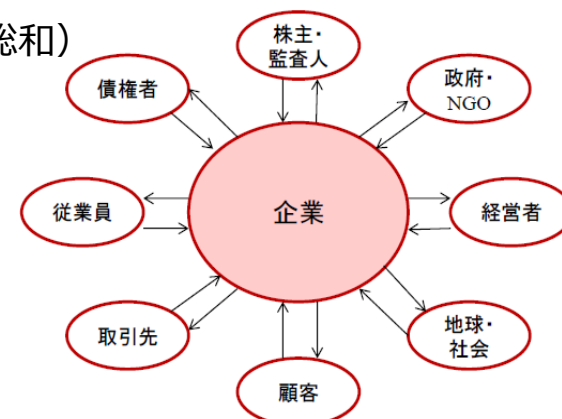 総和）
株主・
監査人
債権者
政府・
NGO
従業員
企業
経営者
取引先
地球・
社会
顧客